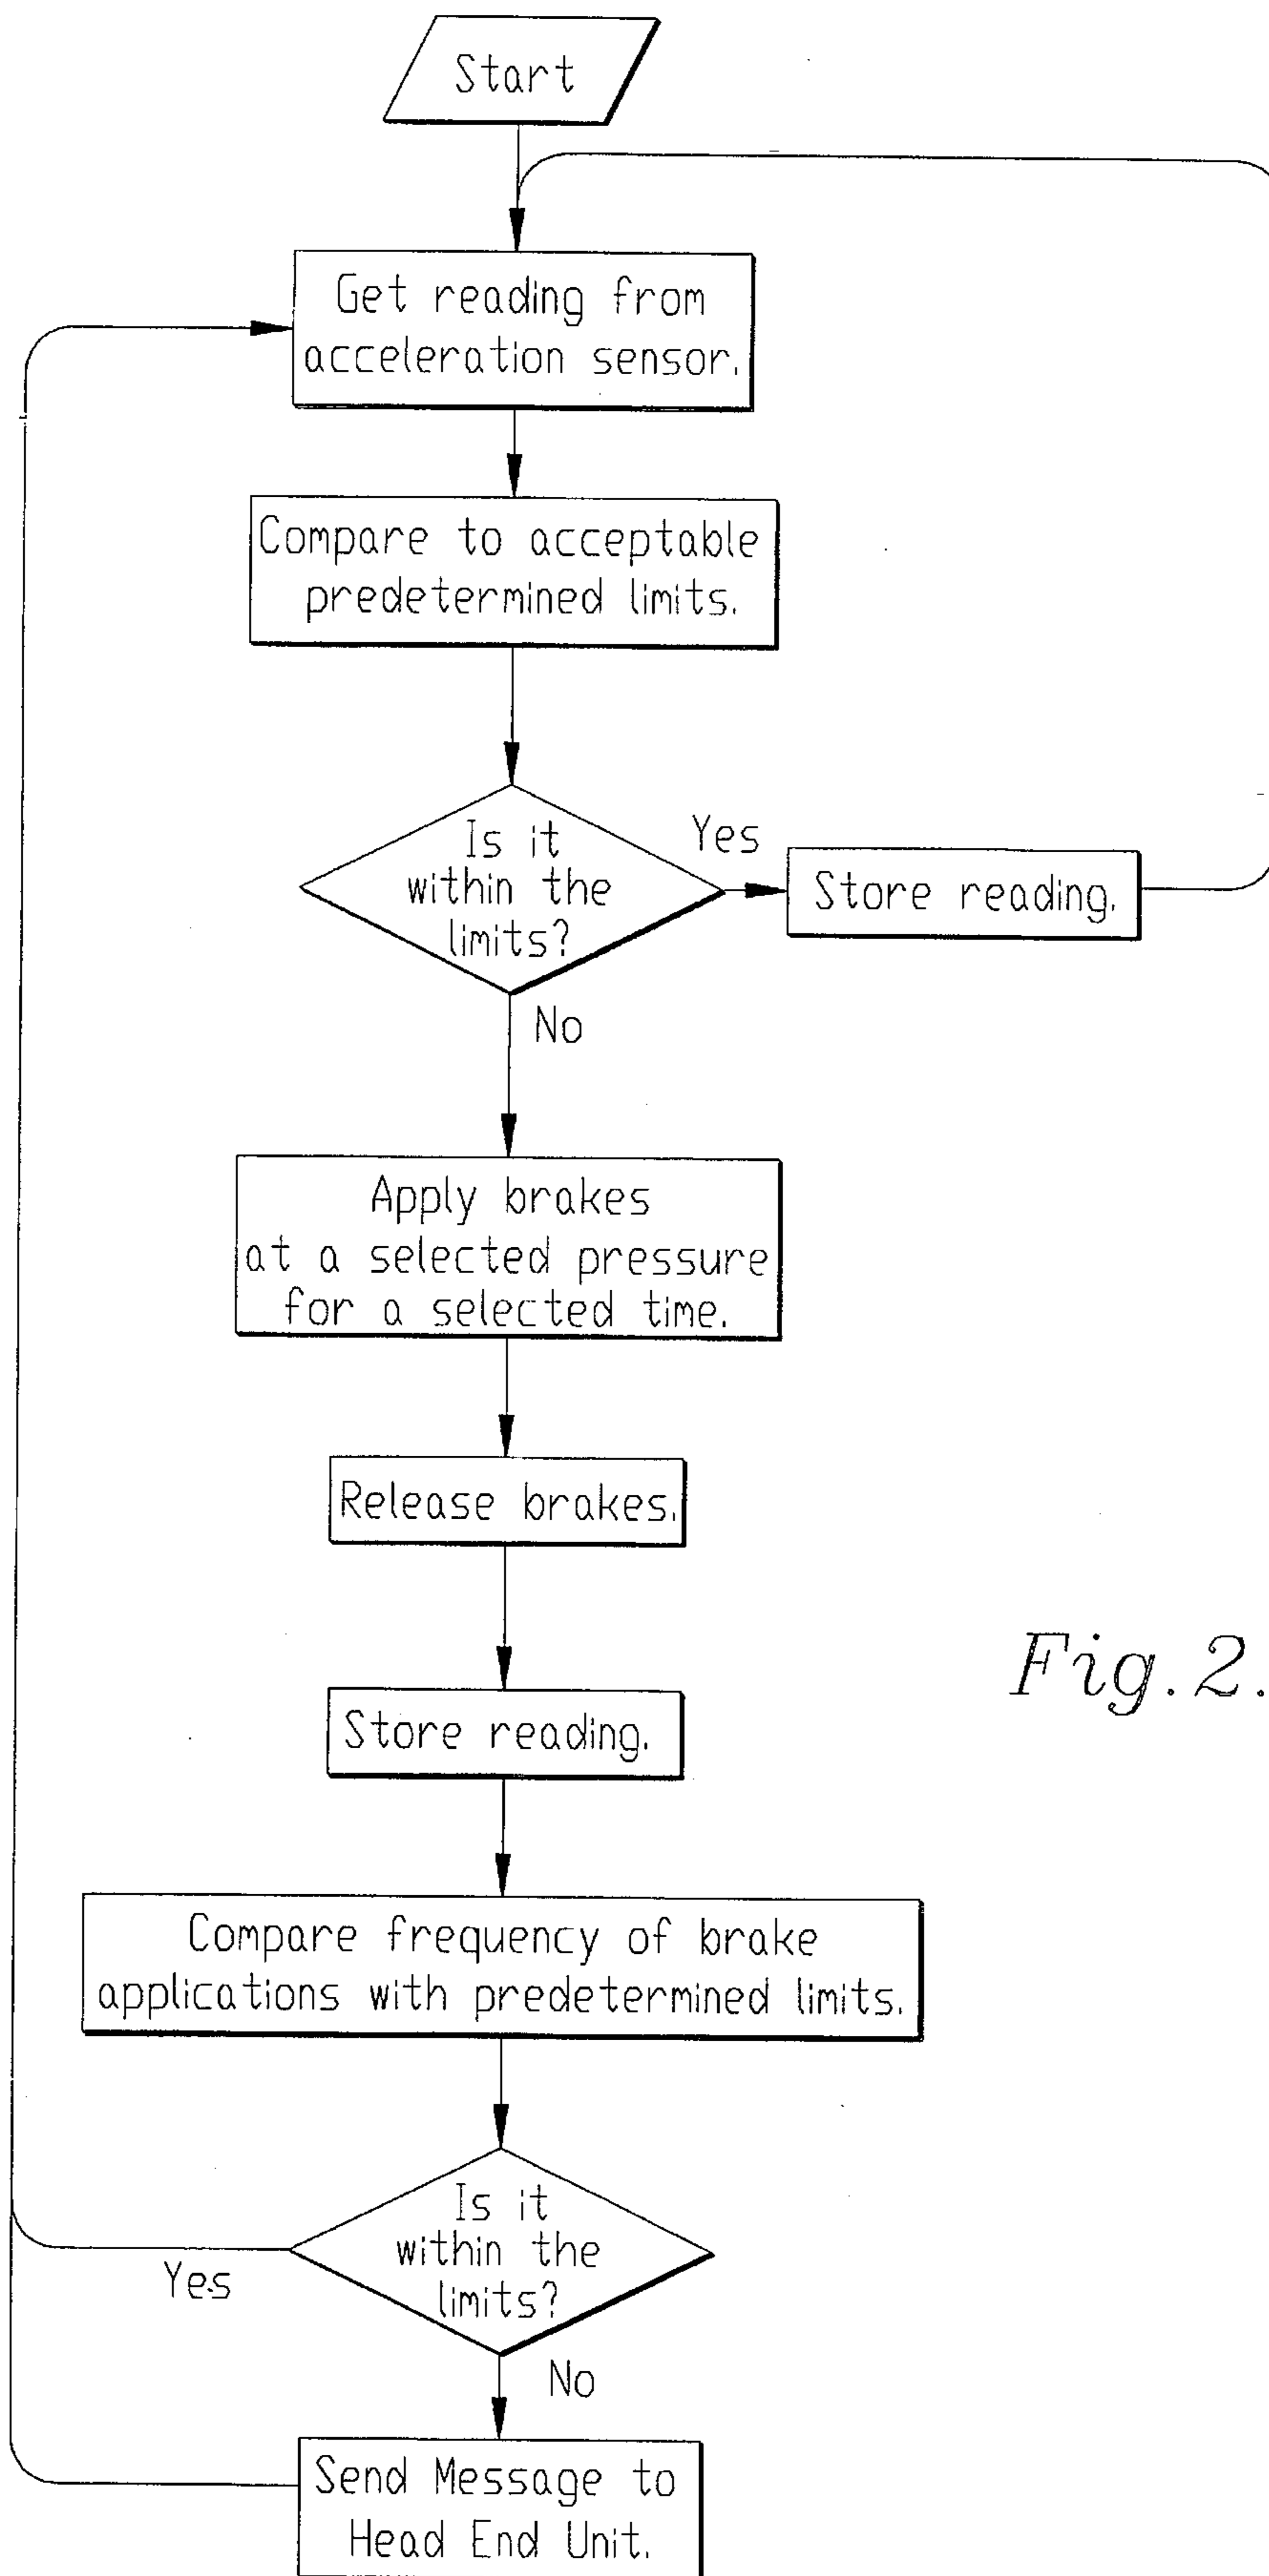 Start
Get reading from
acceleration sensor.
Compare to acceptable
predetermined limits.
Is it
within the
limits?
Yes
Store reading.
No
Apply brakes
at a selected pressure
for a selected time.
Release brakes.
Store reading.
Fig. 2.
Compare frequency of brake
applications with predetermined limits.
Is it
within the
limits?
Yes
No
Send Message to
Head End Unit.